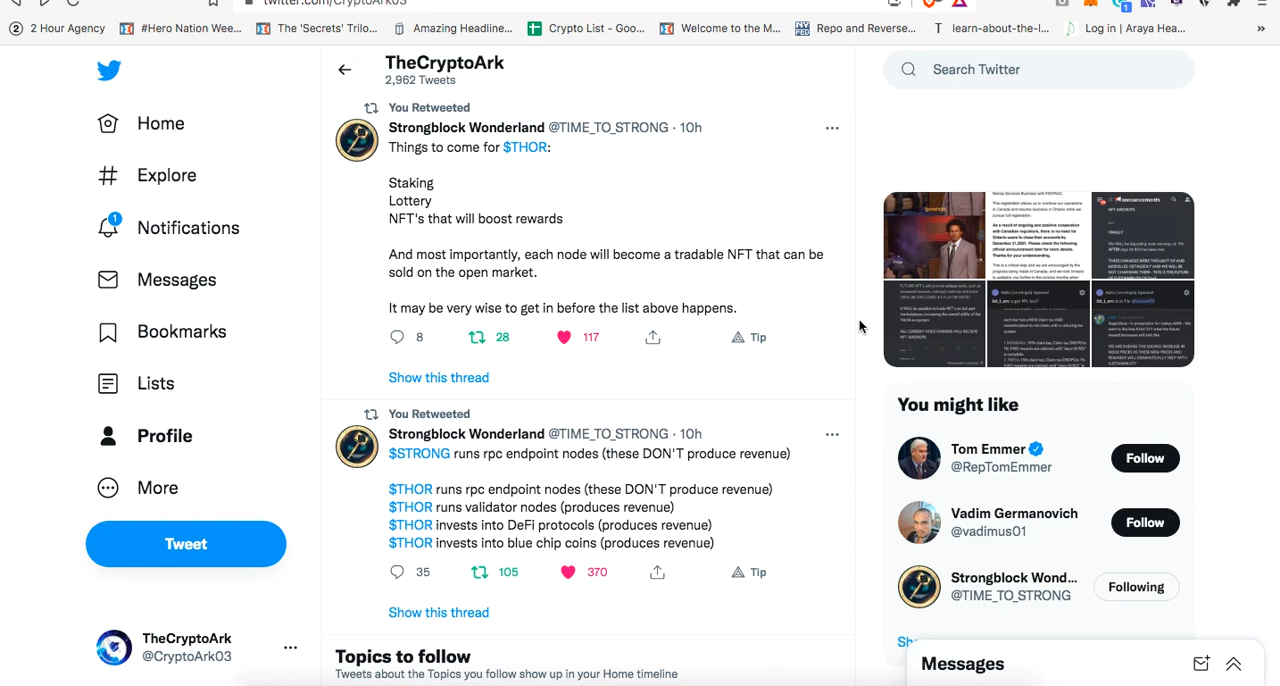 twitter.com/CryptoArk03
2 Hour Agency
#Hero Nation Wee...
The 'Secrets' Trilo...
Amazing Headline...
Crypto List - Goo...
Welcome to the M...
Repo and Reverse...
T learn-about-the-l...
Log in | Araya Hea...
»
Home
Explore
1
Notifications
Messages
Bookmarks
Lists
Profile
More
Tweet
TheCryptoArk
@CryptoArk03
TheCryptoArk
2,962 Tweets
You Retweeted
Strongblock Wonderland @TIME_TO_STRONG · 10h
Things to come for $THOR:
Staking
Lottery
NFT's that will boost rewards
And most importantly, each node will become a tradable NFT that can be
sold on the oxen market.
It may be very wise to get in before the list above happens.
8 28 117 Tip
Show this thread
You Retweeted
Strongblock Wonderland @TIME_TO_STRONG · 10h
$STRONG runs rpc endpoint nodes (these DON'T produce revenue)
$THOR runs rpc endpoint nodes (these DON'T produce revenue)
$THOR runs validator nodes (produces revenue)
$THOR invests into DeFi protocols (produces revenue)
$THOR invests into blue chip coins (produces revenue)
35 105 370 Tip
Show this thread
Topics to follow
Tweets about the Topics you follow show up in your Home timeline
Search Twitter
You might like
Tom Emmer
@RepTomEmmer
Follow
Vadim Germanovich
@vadimus01
Follow
Strongblock Wond...
@TIME_TO_STRONG
Following
Messages